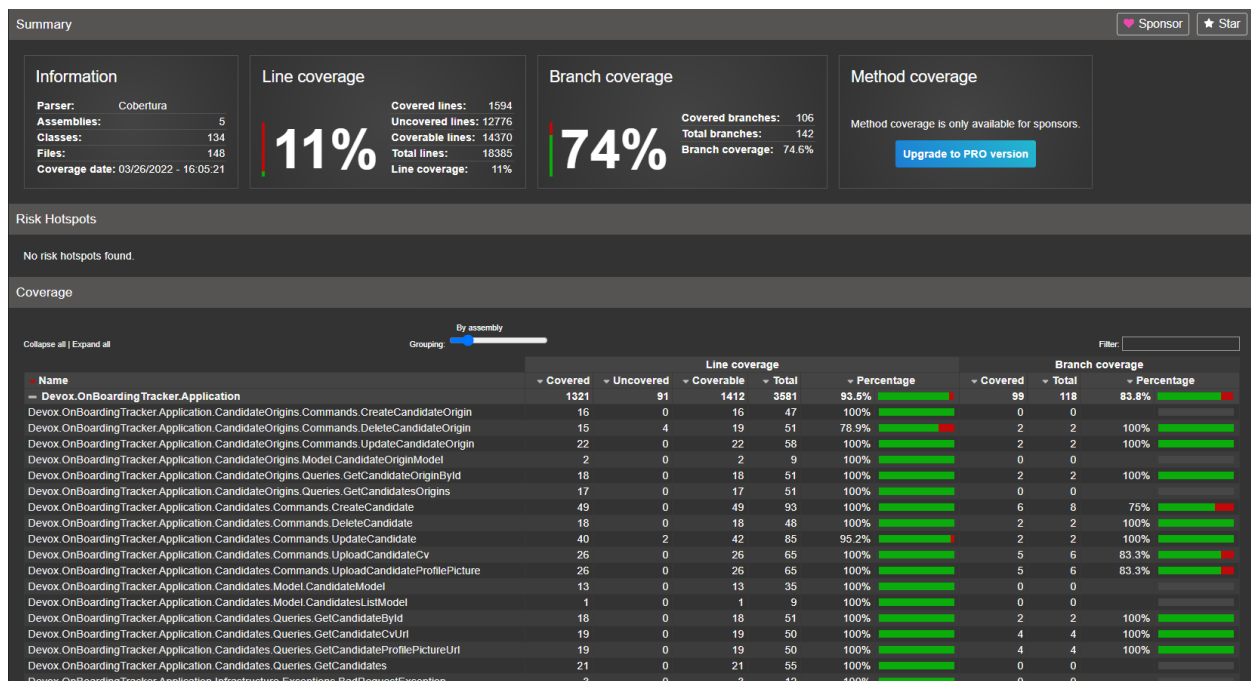 Summary
Sponsor
Star
Information
Parser: Cobertura
Assemblies: 5
Classes: 134
Files: 148
Coverage date: 03/26/2022 - 16:05:21
Line coverage
11%
Covered lines: 1594
Uncovered lines: 12776
Coverable lines: 14370
Total lines: 18385
Line coverage: 11%
Branch coverage
74%
Covered branches: 106
Total branches: 142
Branch coverage: 74.6%
Method coverage
Method coverage is only available for sponsors.
Upgrade to PRO version
Risk Hotspots
No risk hotspots found.
Coverage
Collapse all | Expand all
By assembly
Grouping:
Filter:
Line coverage Branch coverage
Name Covered Uncovered Coverable Total Percentage Covered Total Percentage
Devox.OnBoardingTracker.Application 1321 91 1412 3581 93.5% 99 118 83.8%
Devox.OnBoardingTracker.Application.CandidateOrigins.Commands.CreateCandidateOrigin 16 0 16 47 100% 0 0
Devox.OnBoardingTracker.Application.CandidateOrigins.Commands.DeleteCandidateOrigin 15 4 19 51 78.9% 2 2 100%
Devox.OnBoardingTracker.Application.CandidateOrigins.Commands.UpdateCandidateOrigin 22 0 22 58 100% 2 2 100%
Devox.OnBoardingTracker.Application.CandidateOrigins.Model.CandidateOriginModel 2 0 2 9 100% 0 0
Devox.OnBoardingTracker.Application.CandidateOrigins.Queries.GetCandidateOriginById 18 0 18 51 100% 2 2 100%
Devox.OnBoardingTracker.Application.CandidateOrigins.Queries.GetCandidatesOrigins 17 0 17 51 100% 0 0
Devox.OnBoardingTracker.Application.Candidates.Commands.CreateCandidate 49 0 49 93 100% 6 8 75%
Devox.OnBoardingTracker.Application.Candidates.Commands.DeleteCandidate 18 0 18 48 100% 2 2 100%
Devox.OnBoardingTracker.Application.Candidates.Commands.UpdateCandidate 40 2 42 85 95.2% 2 2 100%
Devox.OnBoardingTracker.Application.Candidates.Commands.UploadCandidateCv 26 0 26 65 100% 5 6 83.3%
Devox.OnBoardingTracker.Application.Candidates.Commands.UploadCandidateProfilePicture 26 0 26 65 100% 5 6 83.3%
Devox.OnBoardingTracker.Application.Candidates.Model.CandidateModel 13 0 13 35 100% 0 0
Devox.OnBoardingTracker.Application.Candidates.Model.CandidatesListModel 1 0 1 9 100% 0 0
Devox.OnBoardingTracker.Application.Candidates.Queries.GetCandidateById 18 0 18 51 100% 2 2 100%
Devox.OnBoardingTracker.Application.Candidates.Queries.GetCandidateCvUrl 19 0 19 50 100% 4 4 100%
Devox.OnBoardingTracker.Application.Candidates.Queries.GetCandidateProfilePictureUrl 19 0 19 50 100% 4 4 100%
Devox.OnBoardingTracker.Application.Candidates.Queries.GetCandidates 21 0 21 55 100% 0 0
Devox.OnBoardingTracker.Application.Infrastructure.Exceptions.BadRequestException 3 0 3 12 100% 0 0